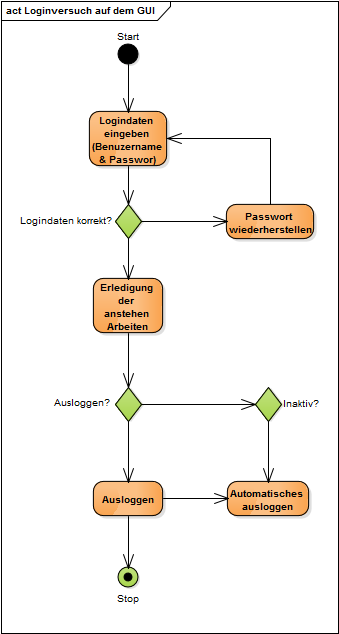 act Loginversuch auf dem GUI
Start
Logindaten
eingeben
(Benuzername
& Passwor)
Logindaten korrekt?
Passwort
wiederherstellen
Erledigung
der
anstehen
Arbeiten
Ausloggen?
Inaktiv?
Ausloggen
Automatisches
ausloggen
Stop